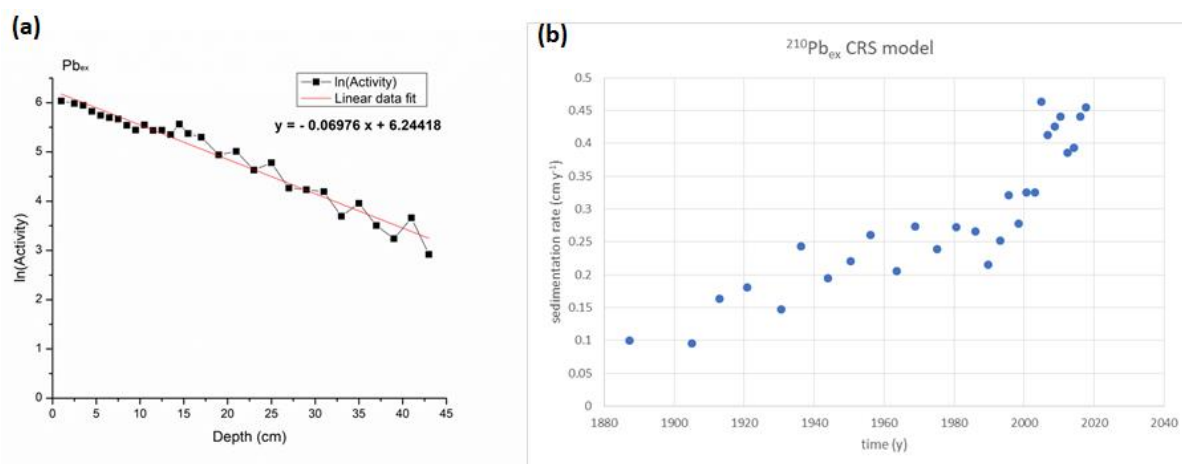 (a)
Pbₑₓ
ln(Activity)
Linear data fit
y = - 0.06976 x + 6.24418
ln(Activity)
6
5
4
3
2
1
0
0 5 10 15 20 25 30 35 40 45
Depth (cm)
(b)
²¹⁰Pbₑₓ CRS model
sedimentation rate (cm y⁻¹)
0.5
0.45
0.4
0.35
0.3
0.25
0.2
0.15
0.1
0.05
0
1880 1900 1920 1940 1960 1980 2000 2020 2040
time (y)